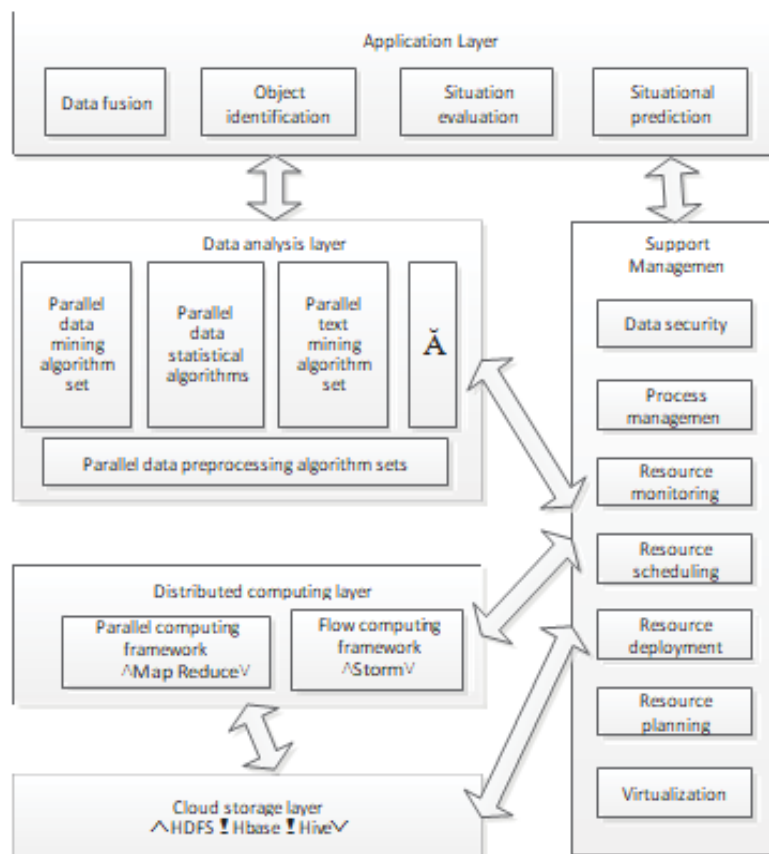 Application Layer
Data fusion
Object
identification
Situation
evaluation
Situational
prediction
Data analysis layer
Parallel
data
mining
algorithm
set
Parallel
data
statistical
algorithms
Parallel
text
mining
algorithm
set
Ă
Parallel data preprocessing algorithm sets
Distributed computing layer
Parallel computing
framework
∧Map Reduce∨
Flow computing
framework
∧Storm∨
Cloud storage layer
∧HDFS！Hbase！Hive∨
Support
Managemen
Data security
Process
managemen
Resource
monitoring
Resource
scheduling
Resource
deployment
Resource
planning
Virtualization